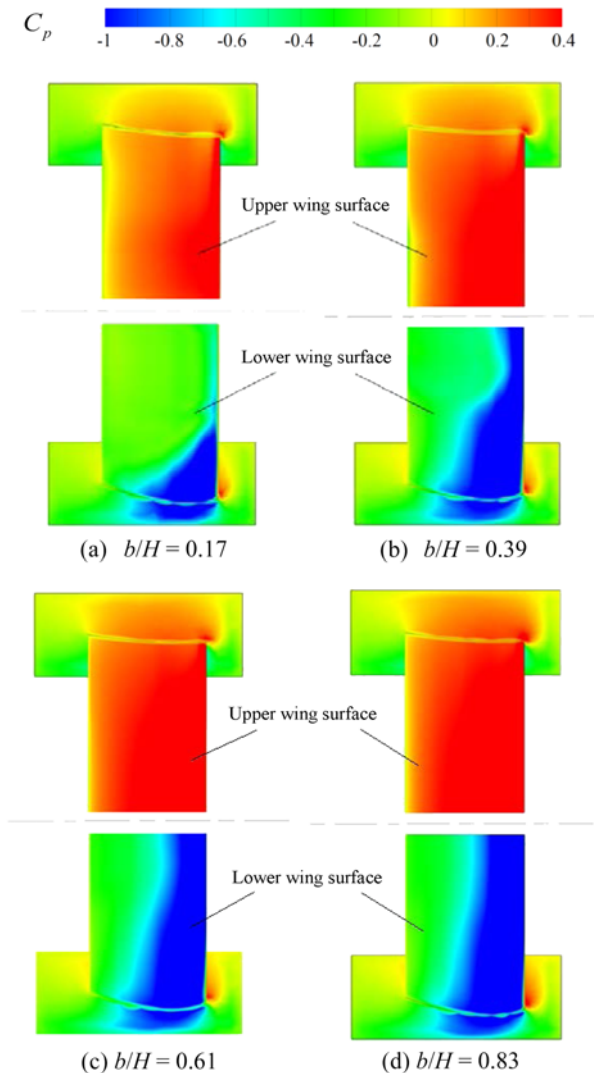 Cp
-1 -0.8 -0.6 -0.4 -0.2 0 0.2 0.4
Upper wing surface
Lower wing surface
(a) b/H = 0.17 (b) b/H = 0.39
Upper wing surface
Lower wing surface
(c) b/H = 0.61 (d) b/H = 0.83